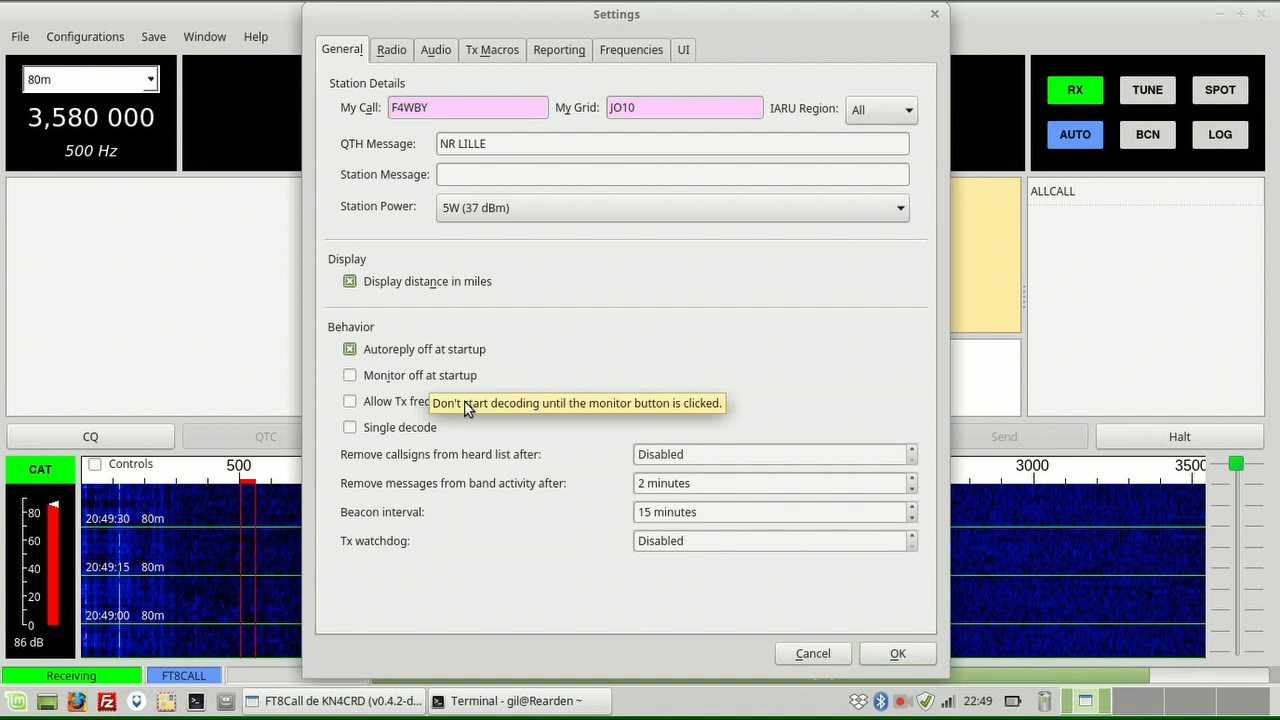 Settings
File Configurations Save Window Help
General Radio Audio Tx Macros Reporting Frequencies UI
80m
3,580 000
500 Hz
RX TUNE SPOT
AUTO BCN LOG
Station Details
My Call: F4WBY My Grid: JO10 IARU Region: All
QTH Message: NR LILLE
Station Message:
Station Power: 5W (37 dBm)
ALLCALL
Display
Display distance in miles
Behavior
Autoreply off at startup
Monitor off at startup
Allow Tx freq
Don't start decoding until the monitor button is clicked.
Single decode
Remove callsigns from heard list after: Disabled
Remove messages from band activity after: 2 minutes
Beacon interval: 15 minutes
Tx watchdog: Disabled
Cancel OK
CQ QTC Send Halt
CAT Controls 500 3000 3500
80
60
40
20
0
86 dB
20:49:30 80m
20:49:15 80m
20:49:00 80m
Receiving FT8CALL
FT8Call de KN4CRD (v0.4.2-d... Terminal - gil@Rearden ~ 22:49